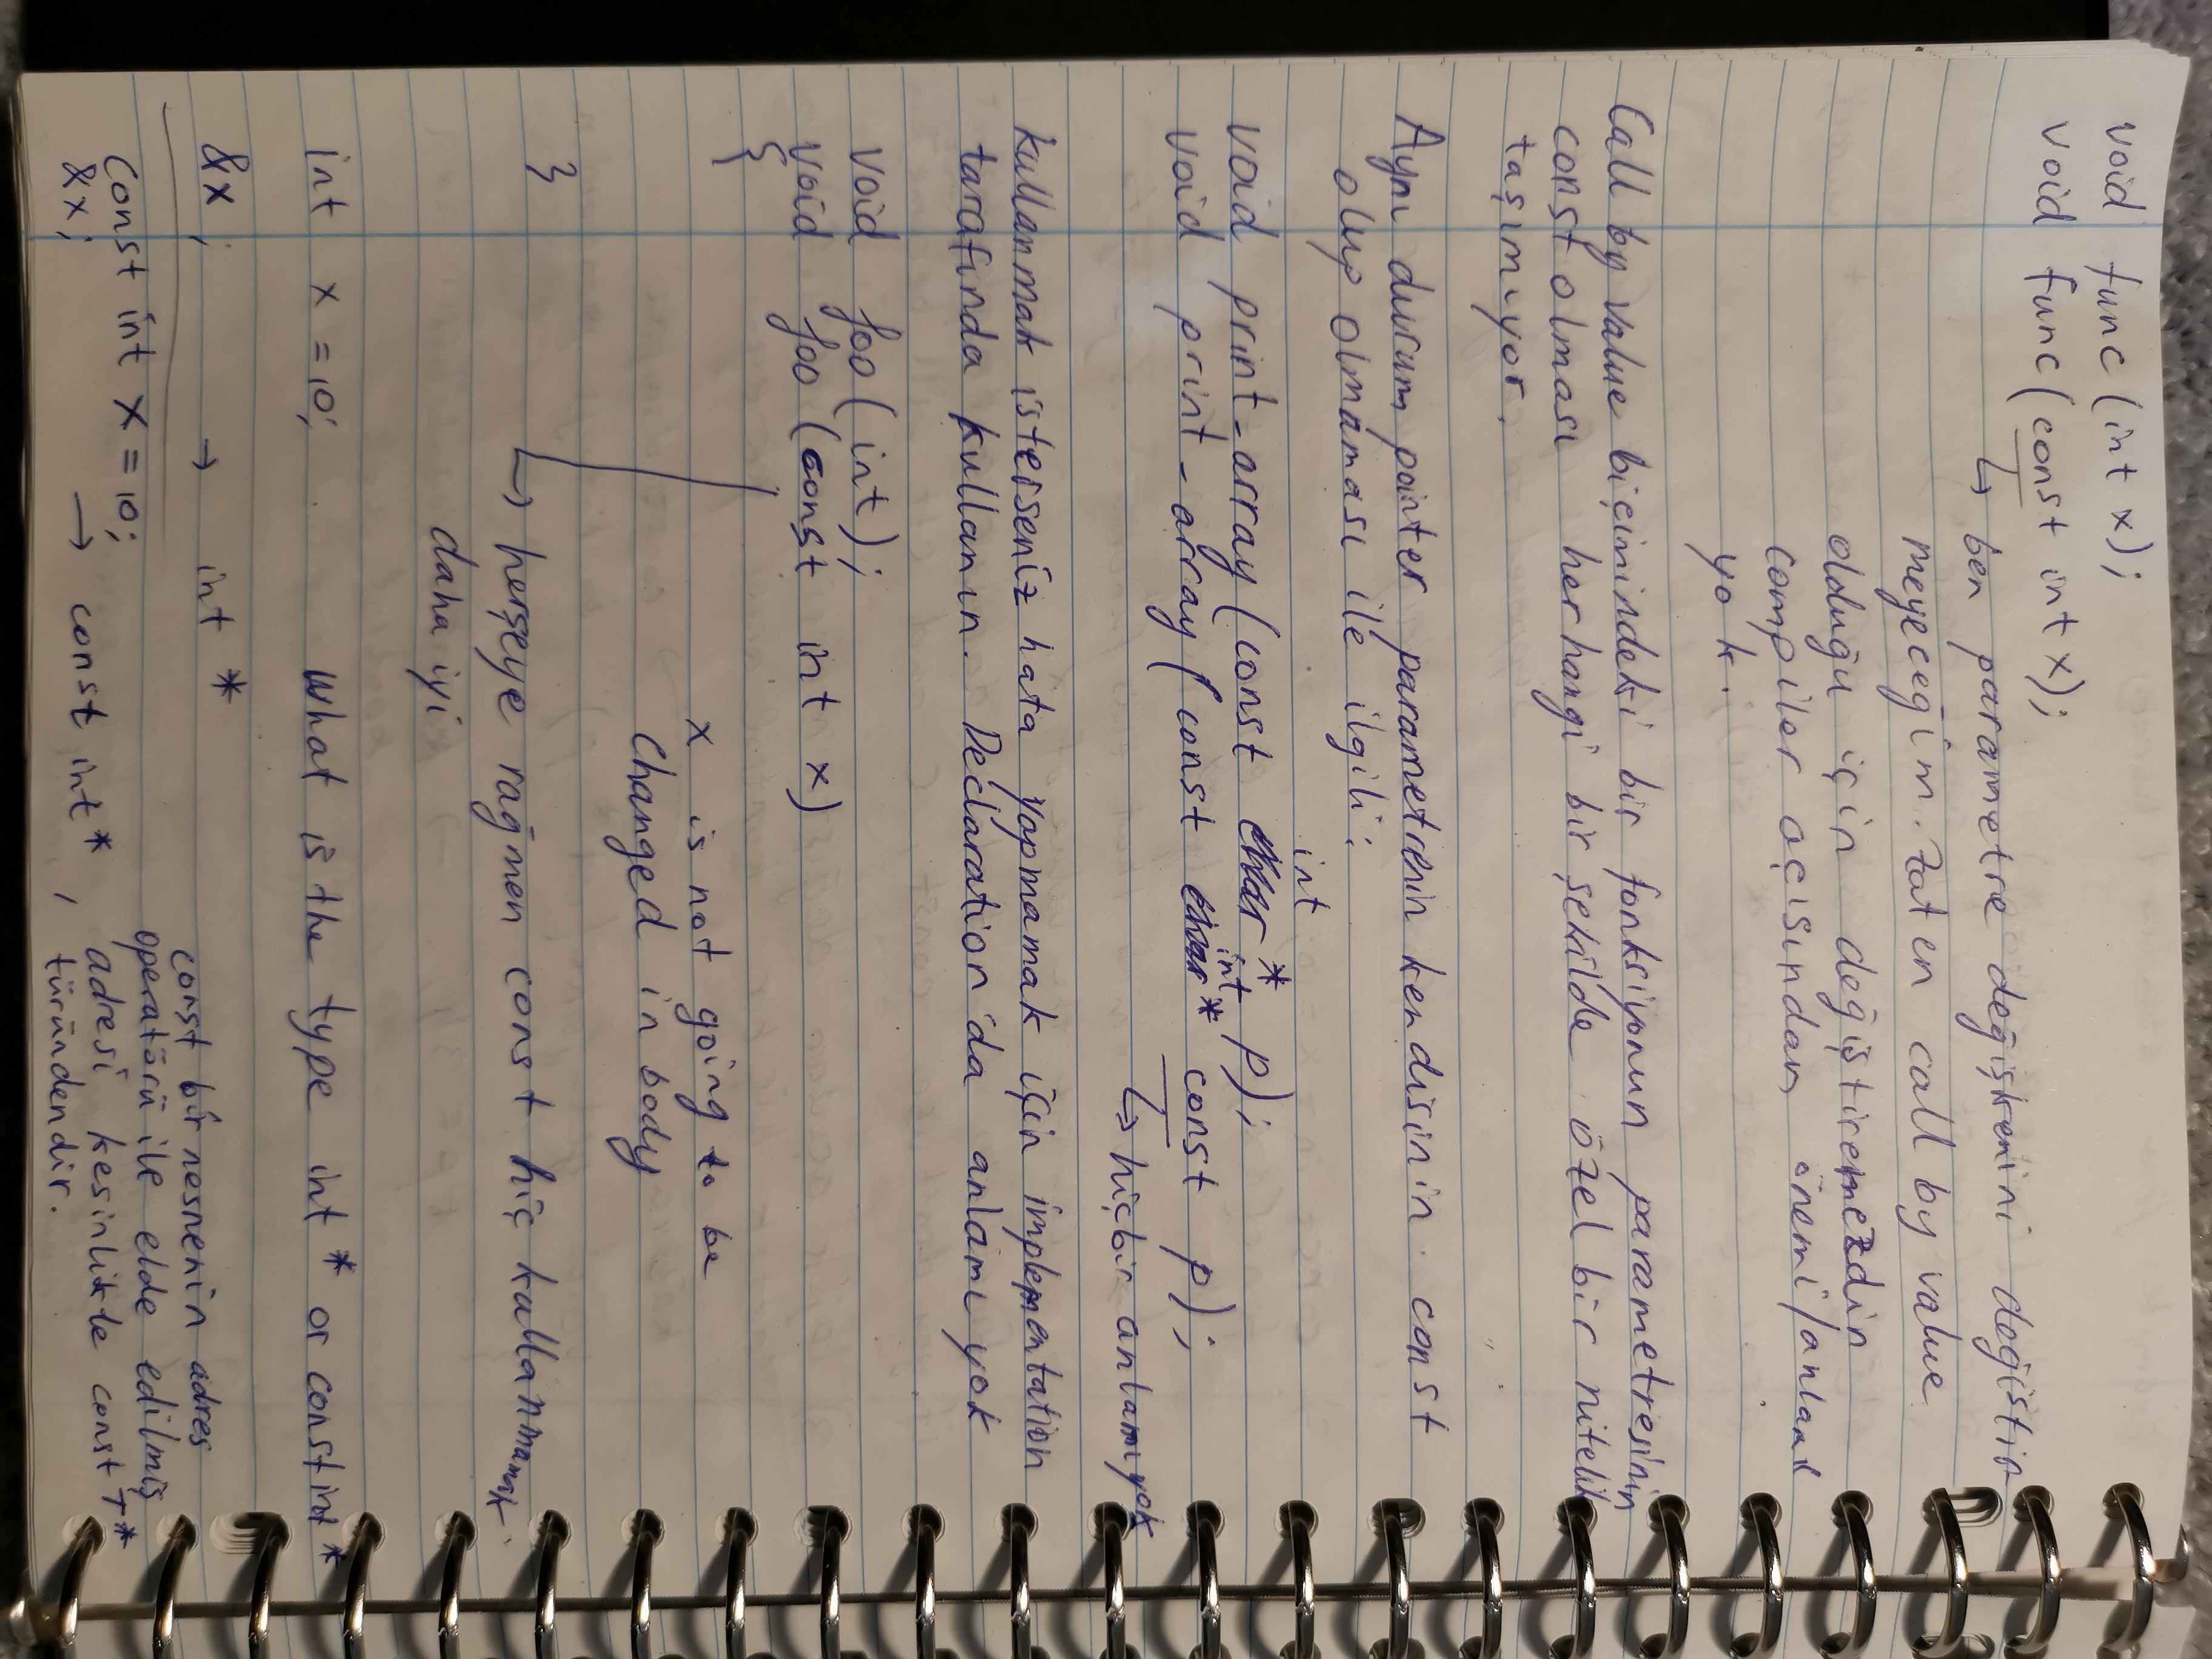 void func(int x);
void func(const int x);
↳ ben parametre değişkenini değiştir-
meyeceğim. Zaten call by value
olduğu için değiştiremezdin
compiler açısından önemi/anlamı
yok.
Call by value biçimindeki bir fonksiyonun parametresinin
const olması herhangi bir şekilde özel bir nitelik
taşımıyor.
Aynı durum pointer parametrenin kendisinin const
olup olmaması ile ilgili:
int
void print_array(const char * p);
int
void print_array(const char * const p);
↳ hiçbir anlamı yok
kullanmak isterseniz hata yapmamak için implementation
tarafında kullanın. Declaration'da anlamı yok
void foo(int);
void foo (const int x)
{
x is not going to be
changed in body
}
↳ herşeye rağmen const hiç kullanmamak
daha iyi
int x = 10; What is the type int * or const int *
&x; → int *
const int x = 10;
&x; → const int *,
const bir nesnenin adres
operatörü ile elde edilmiş
adresi kesinlikle const T*
türündendir.